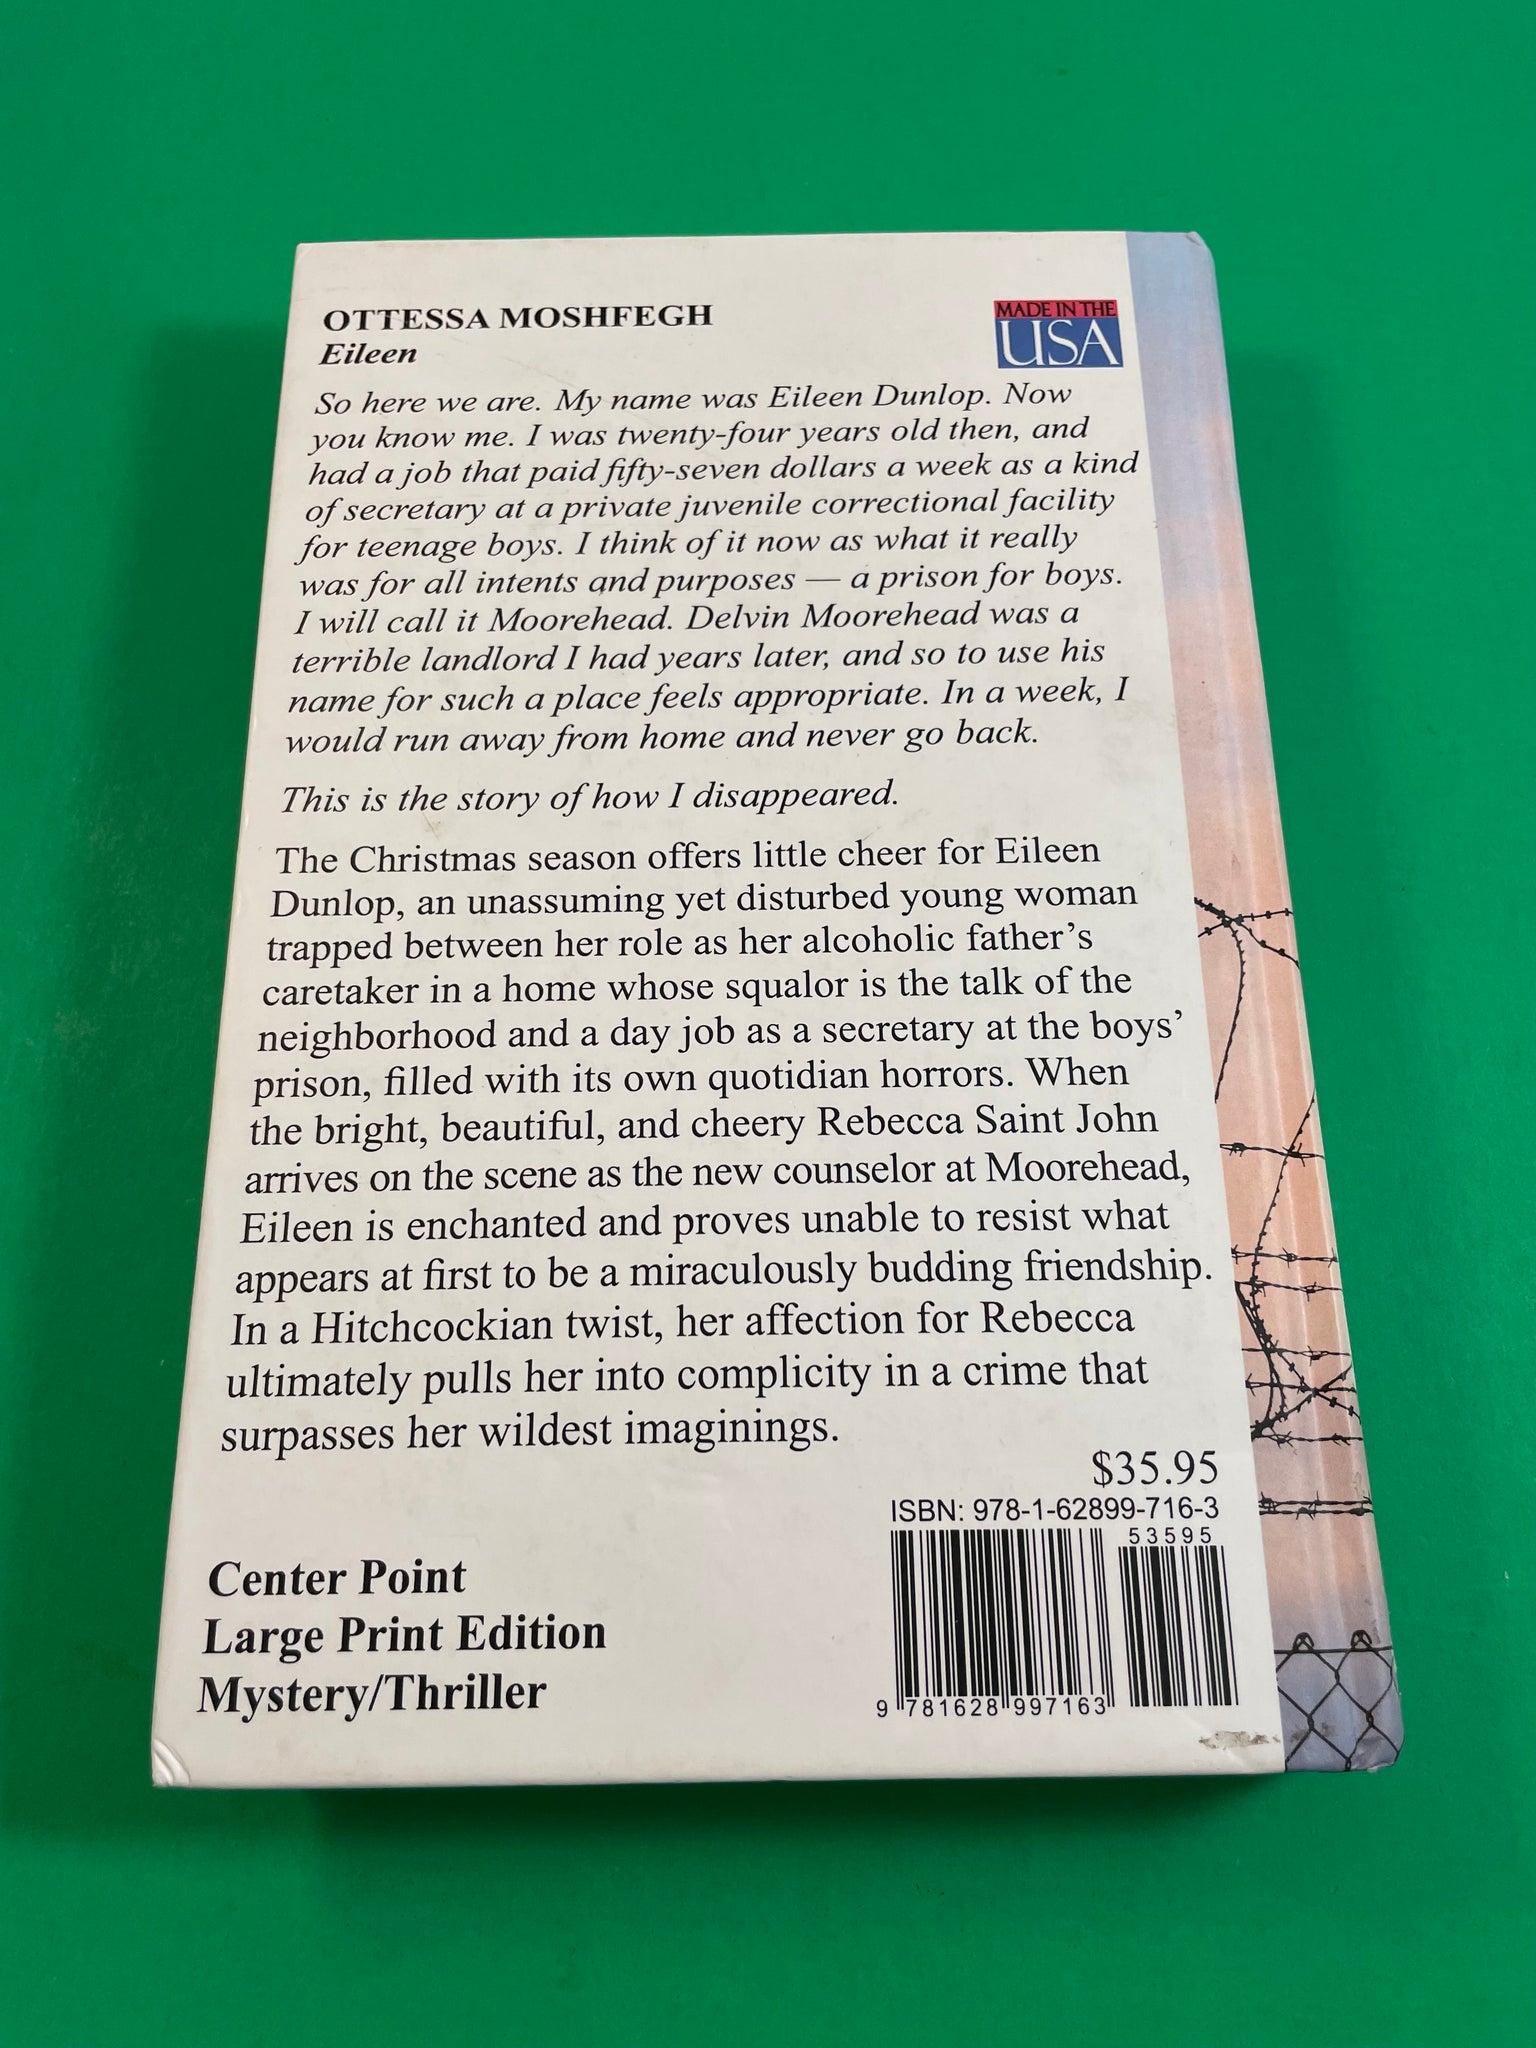 OTTESSA MOSHFEGH
Eileen
MADE IN THE
USA
So here we are. My name was Eileen Dunlop. Now
you know me. I was twenty-four years old then, and
had a job that paid fifty-seven dollars a week as a kind
of secretary at a private juvenile correctional facility
for teenage boys. I think of it now as what it really
was for all intents and purposes — a prison for boys.
I will call it Moorehead. Delvin Moorehead was a
terrible landlord I had years later, and so to use his
name for such a place feels appropriate. In a week, I
would run away from home and never go back.
This is the story of how I disappeared.
The Christmas season offers little cheer for Eileen
Dunlop, an unassuming yet disturbed young woman
trapped between her role as her alcoholic father’s
caretaker in a home whose squalor is the talk of the
neighborhood and a day job as a secretary at the boys’
prison, filled with its own quotidian horrors. When
the bright, beautiful, and cheery Rebecca Saint John
arrives on the scene as the new counselor at Moorehead,
Eileen is enchanted and proves unable to resist what
appears at first to be a miraculously budding friendship.
In a Hitchcockian twist, her affection for Rebecca
ultimately pulls her into complicity in a crime that
surpasses her wildest imaginings.
$35.95
ISBN: 978-1-62899-716-3
53595
9 781628 997163
Center Point
Large Print Edition
Mystery/Thriller